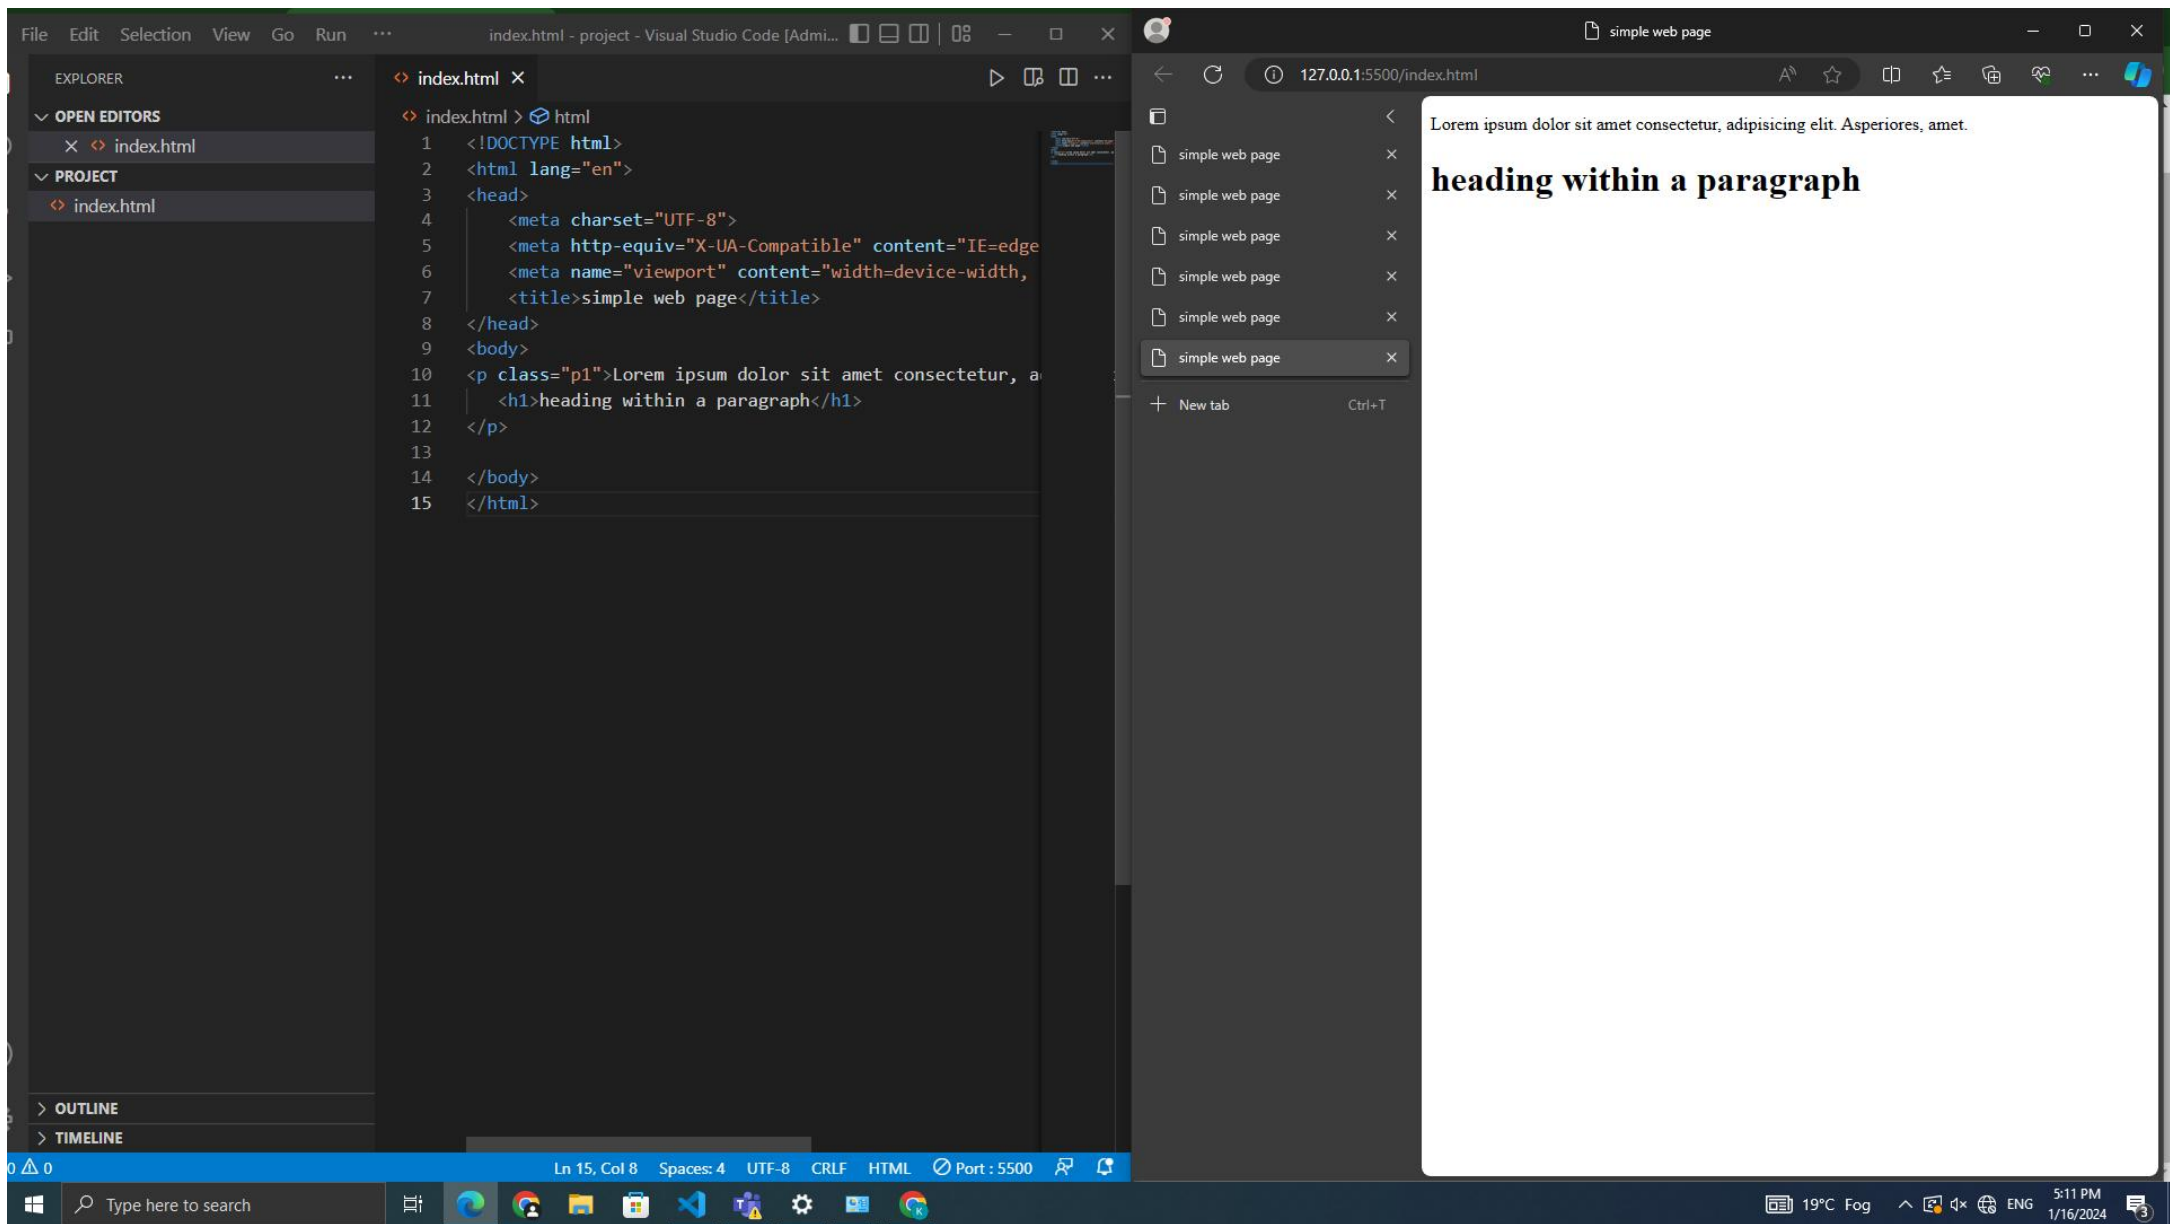 File Edit Selection View Go Run ··· index.html - project - Visual Studio Code [Admi...
EXPLORER ···
OPEN EDITORS
index.html
PROJECT
index.html
OUTLINE
TIMELINE
index.html
index.html > html
1 <!DOCTYPE html>
2 <html lang="en">
3 <head>
4 <meta charset="UTF-8">
5 <meta http-equiv="X-UA-Compatible" content="IE=edge
6 <meta name="viewport" content="width=device-width,
7 <title>simple web page</title>
8 </head>
9 <body>
10 <p class="p1">Lorem ipsum dolor sit amet consectetur, a
11 <h1>heading within a paragraph</h1>
12 </p>
13
14 </body>
15 </html>
0 0 Ln 15, Col 8 Spaces: 4 UTF-8 CRLF HTML Port : 5500
simple web page
127.0.0.1:5500/index.html
simple web page
simple web page
simple web page
simple web page
simple web page
simple web page
New tab Ctrl+T
Lorem ipsum dolor sit amet consectetur, adipisicing elit. Asperiores, amet.
heading within a paragraph
Type here to search
19°C Fog ENG 5:11 PM
1/16/2024 3